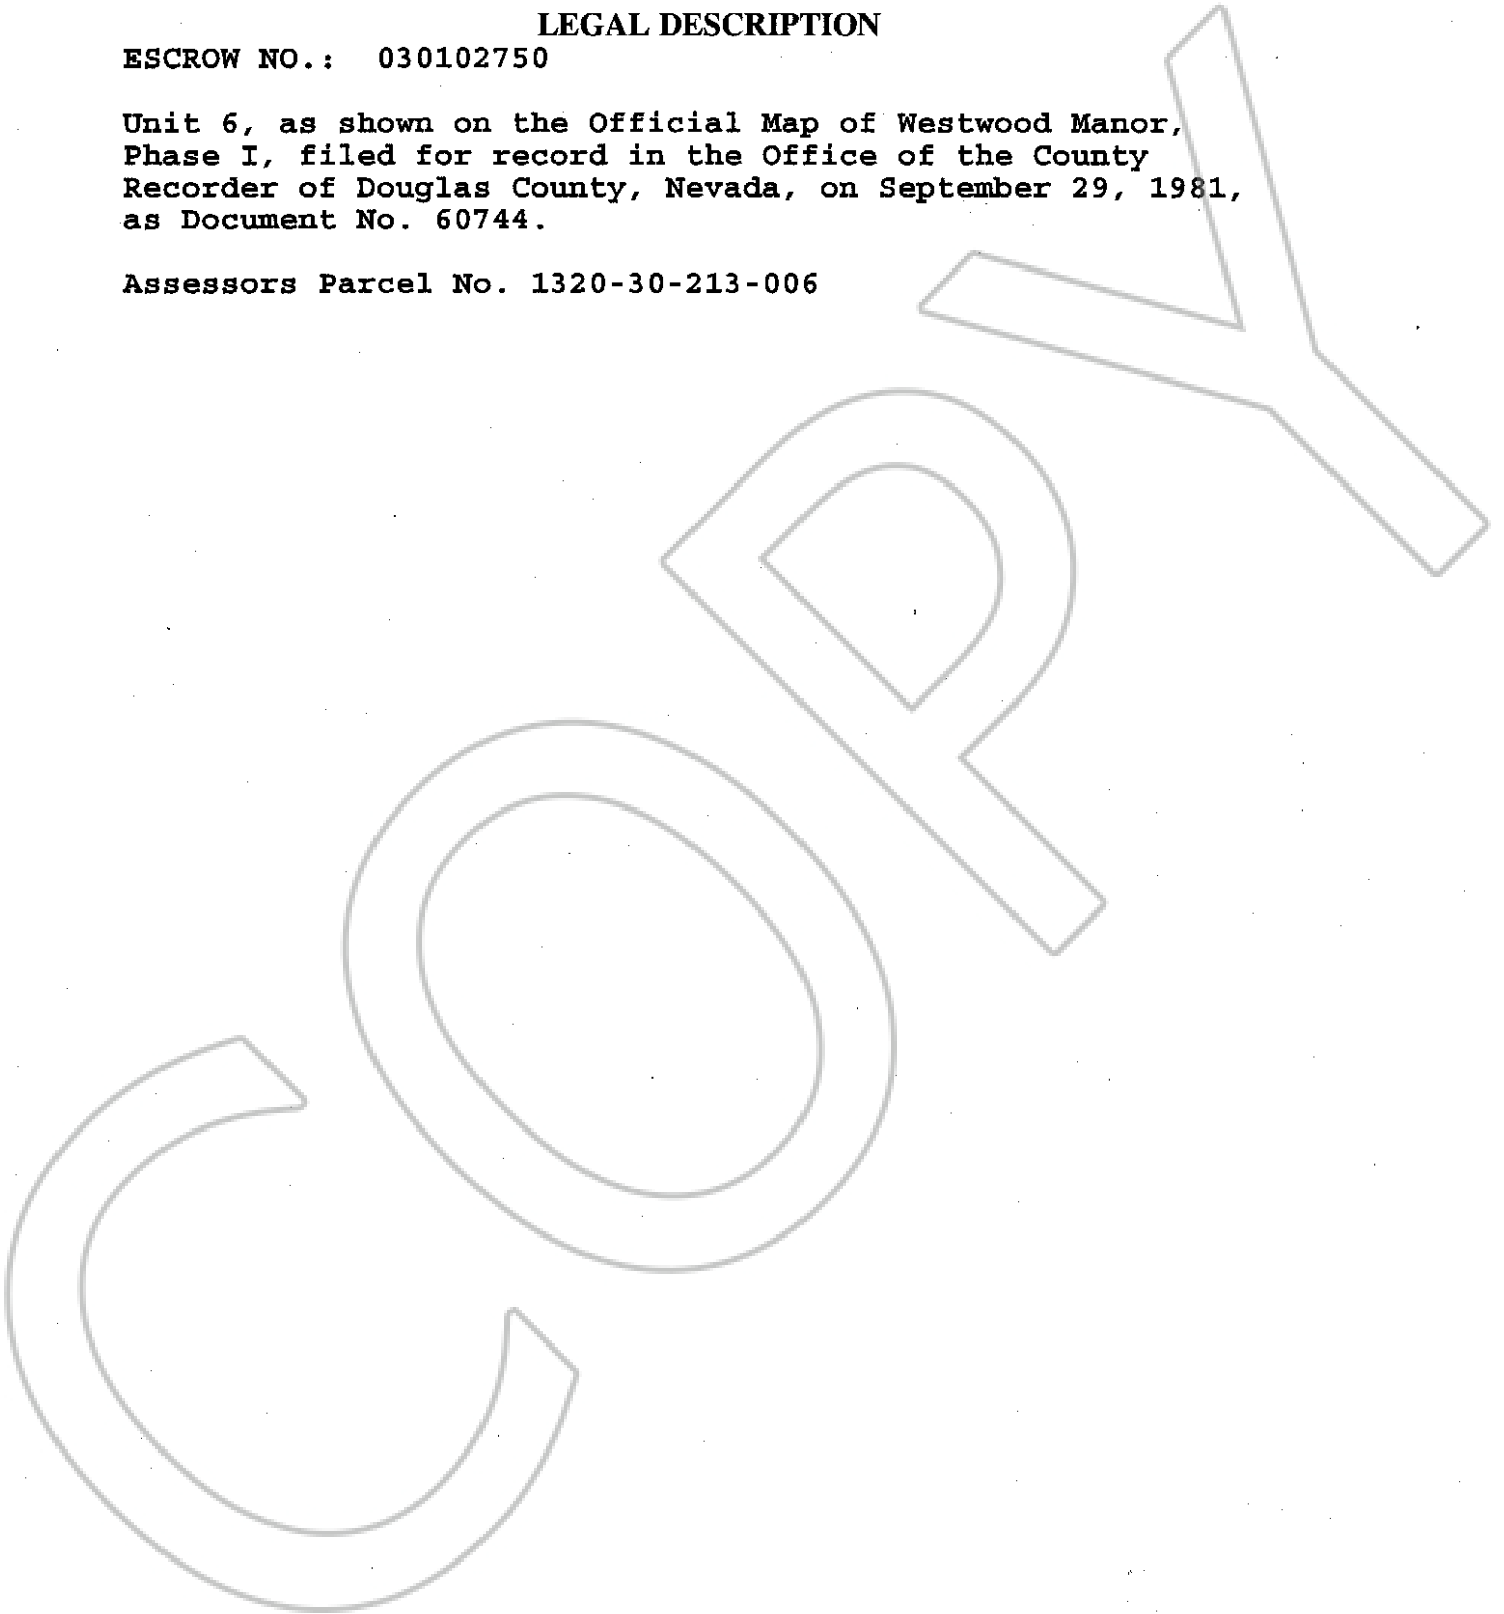 LEGAL DESCRIPTION
ESCROW NO.: 030102750
Unit 6, as shown on the Official Map of Westwood Manor,
Phase I, filed for record in the Office of the County
Recorder of Douglas County, Nevada, on September 29, 1981,
as Document No. 60744.
Assessors Parcel No. 1320-30-213-006
COPY